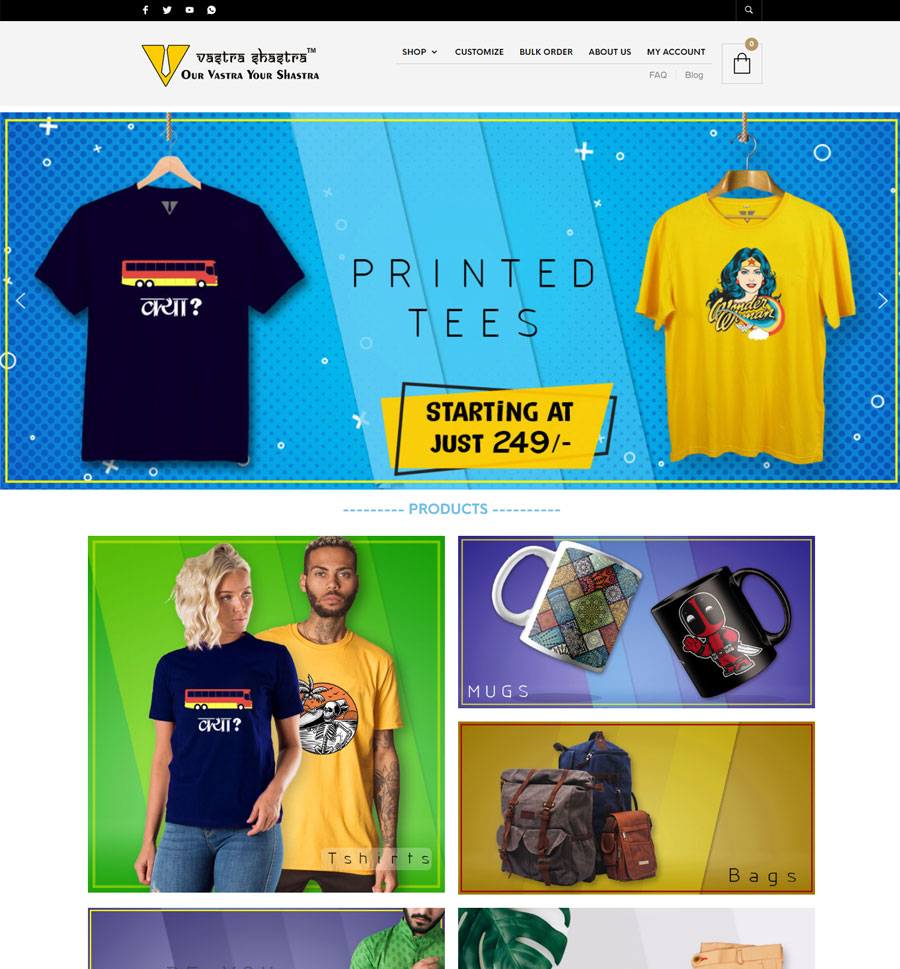 vastra shastra™
Our Vastra Your Shastra
SHOP
CUSTOMIZE
BULK ORDER
ABOUT US
MY ACCOUNT
0
FAQ
Blog
क्या?
PRINTED
TEES
Wonder
Woman
STARTING AT
JUST 249/-
--------- PRODUCTS ----------
क्या?
Tshirts
MUGS
Bags